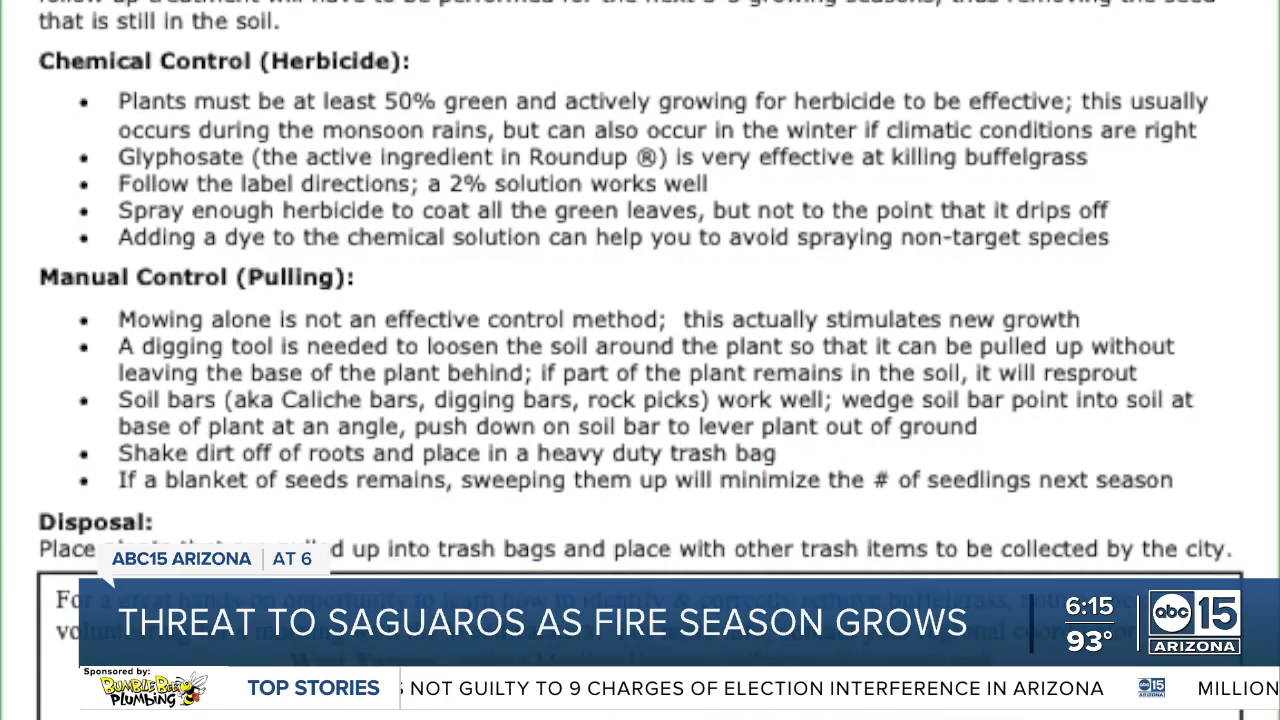 that is still in the soil.
Chemical Control (Herbicide):
• Plants must be at least 50% green and actively growing for herbicide to be effective; this usually
occurs during the monsoon rains, but can also occur in the winter if climatic conditions are right
• Glyphosate (the active ingredient in Roundup ®) is very effective at killing buffelgrass
• Follow the label directions; a 2% solution works well
• Spray enough herbicide to coat all the green leaves, but not to the point that it drips off
• Adding a dye to the chemical solution can help you to avoid spraying non-target species
Manual Control (Pulling):
• Mowing alone is not an effective control method;  this actually stimulates new growth
• A digging tool is needed to loosen the soil around the plant so that it can be pulled up without
leaving the base of the plant behind; if part of the plant remains in the soil, it will resprout
• Soil bars (aka Caliche bars, digging bars, rock picks) work well; wedge soil bar point into soil at
base of plant at an angle, push down on soil bar to lever plant out of ground
• Shake dirt off of roots and place in a heavy duty trash bag
• If a blanket of seeds remains, sweeping them up will minimize the # of seedlings next season
Disposal:
Place up into trash bags and place with other trash items to be collected by the city.
ABC15 ARIZONA | AT 6
THREAT TO SAGUAROS AS FIRE SEASON GROWS
6:15
93°
abc 15
ARIZONA
Sponsored by:
BUMBLE BEE
PLUMBING
TOP STORIES
NOT GUILTY TO 9 CHARGES OF ELECTION INTERFERENCE IN ARIZONA
abc 15
ARIZONA
MILLION